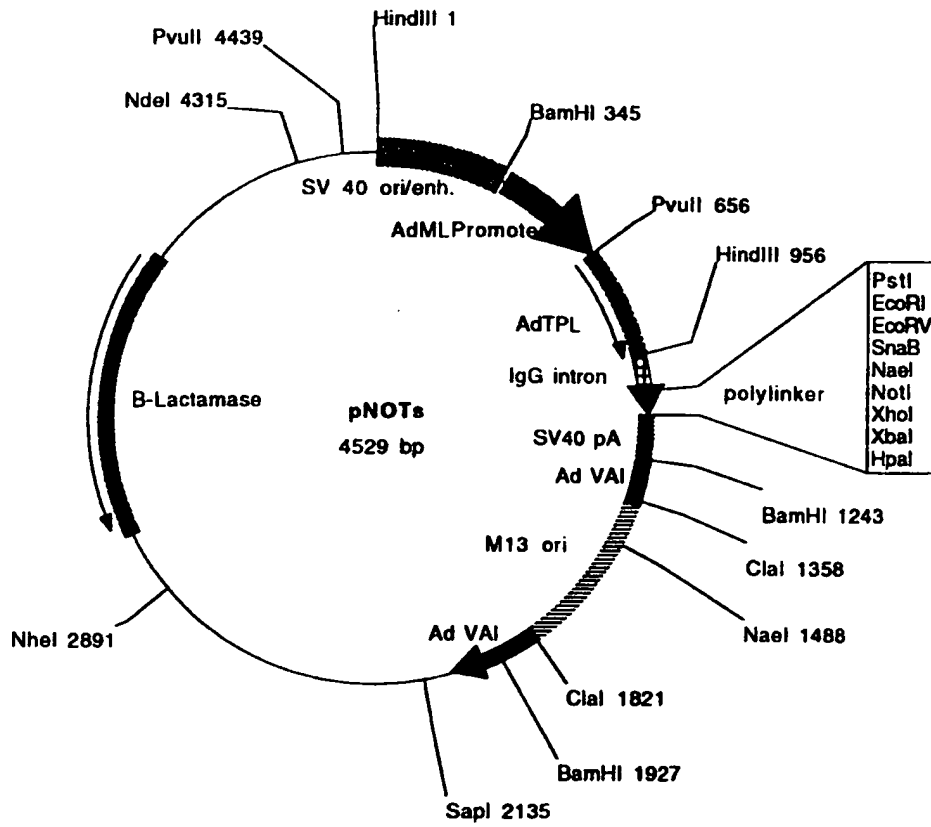 HindIII 1
PvuII 4439
NdeI 4315
BamHI 345
SV 40 ori/enh.
AdMLPromoter
PvuII 656
HindIII 956
PstI
EcoRI
EcoRV
SnaB
NaeI
NotI
XhoI
XbaI
HpaI
AdTPL
IgG intron
polylinker
B-Lactamase
pNOTs
4529 bp
SV40 pA
Ad VAI
BamHI 1243
M13 ori
ClaI 1358
NaeI 1488
NheI 2891
Ad VAI
ClaI 1821
BamHI 1927
SapI 2135